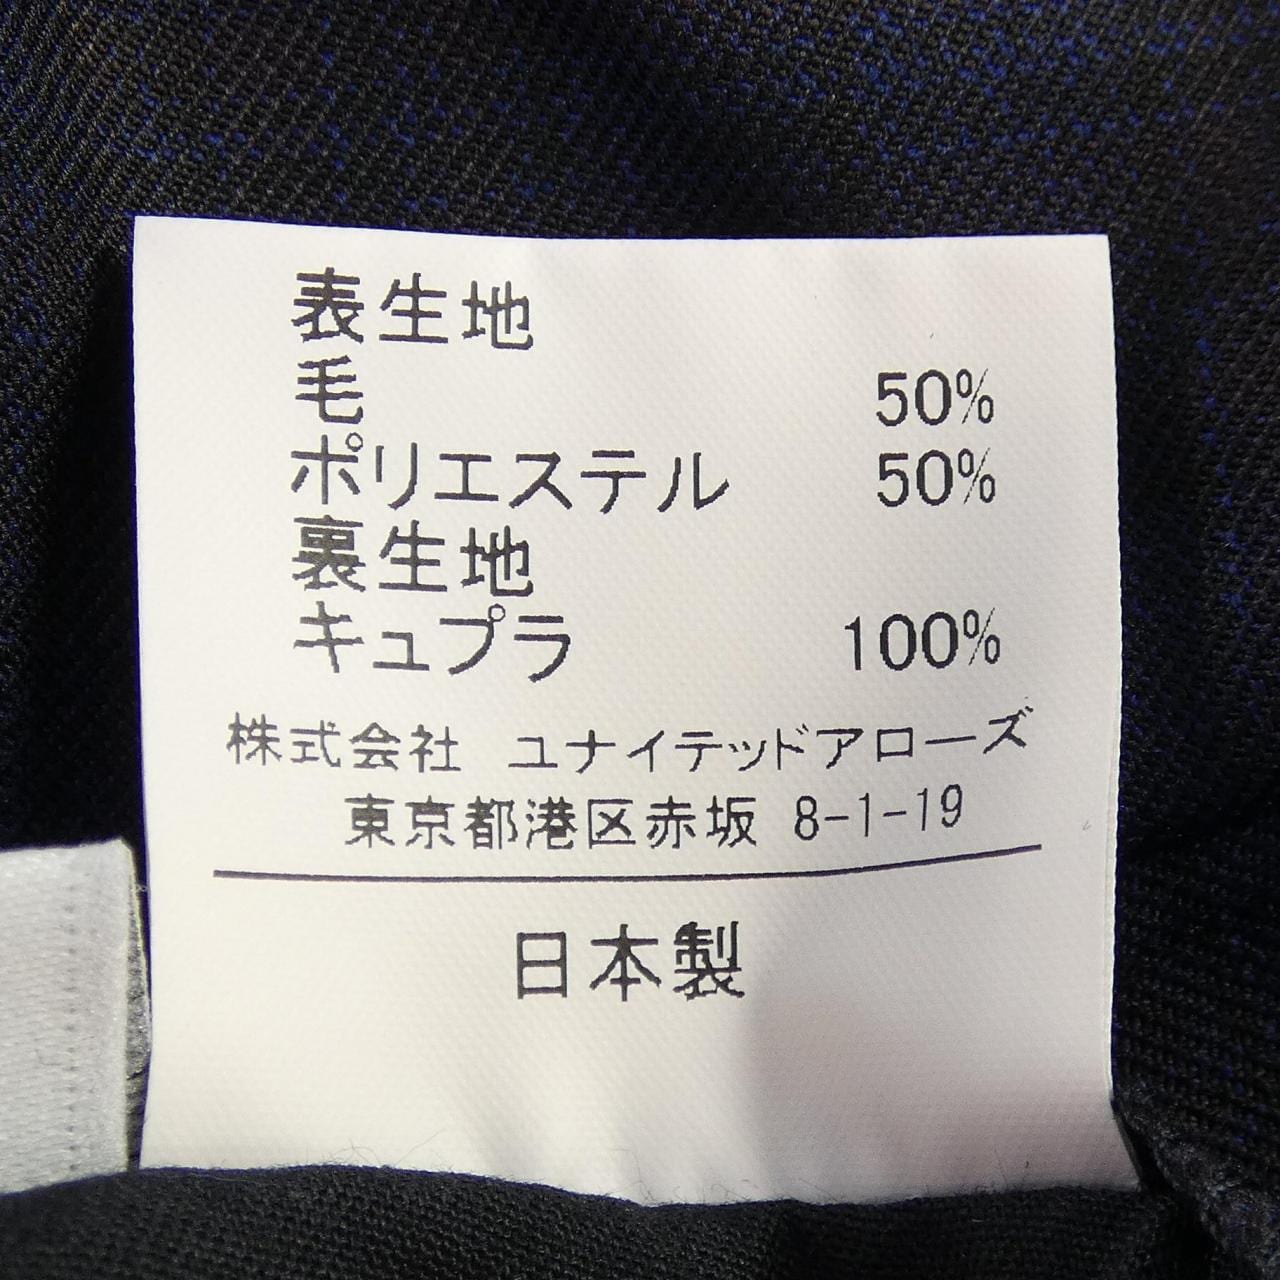 表生地
毛 50%
ポリエステル 50%
裏生地
キュプラ 100%
株式会社 ユナイテッドアローズ
東京都港区赤坂 8-1-19
日本製